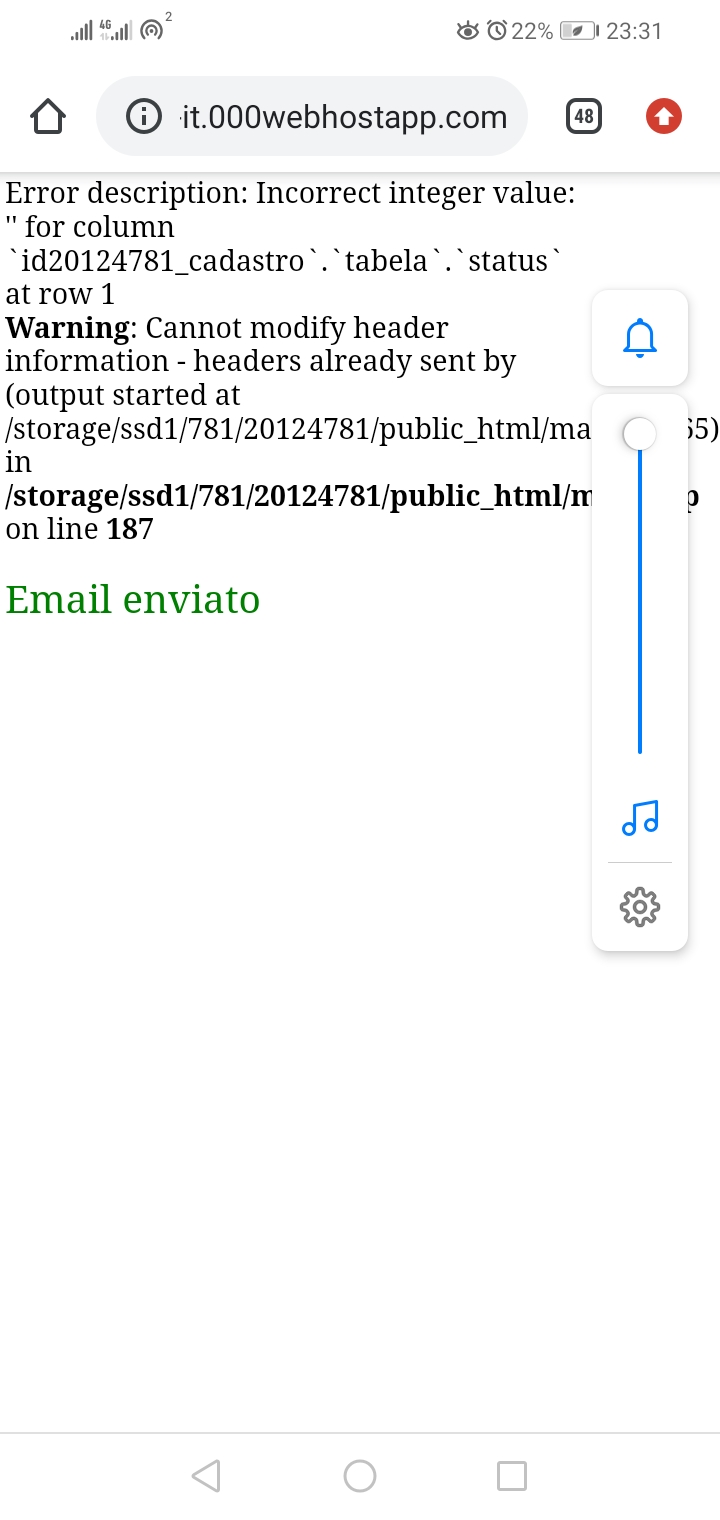 4G 2 22% 23:31
it.000webhostapp.com 48
Error description: Incorrect integer value:
'' for column
`id20124781_cadastro`.`tabela`.`status`
at row 1
Warning: Cannot modify header
information - headers already sent by
(output started at
/storage/ssd1/781/20124781/public_html/ma 5)
in
/storage/ssd1/781/20124781/public_html/m p
on line 187
Email enviato